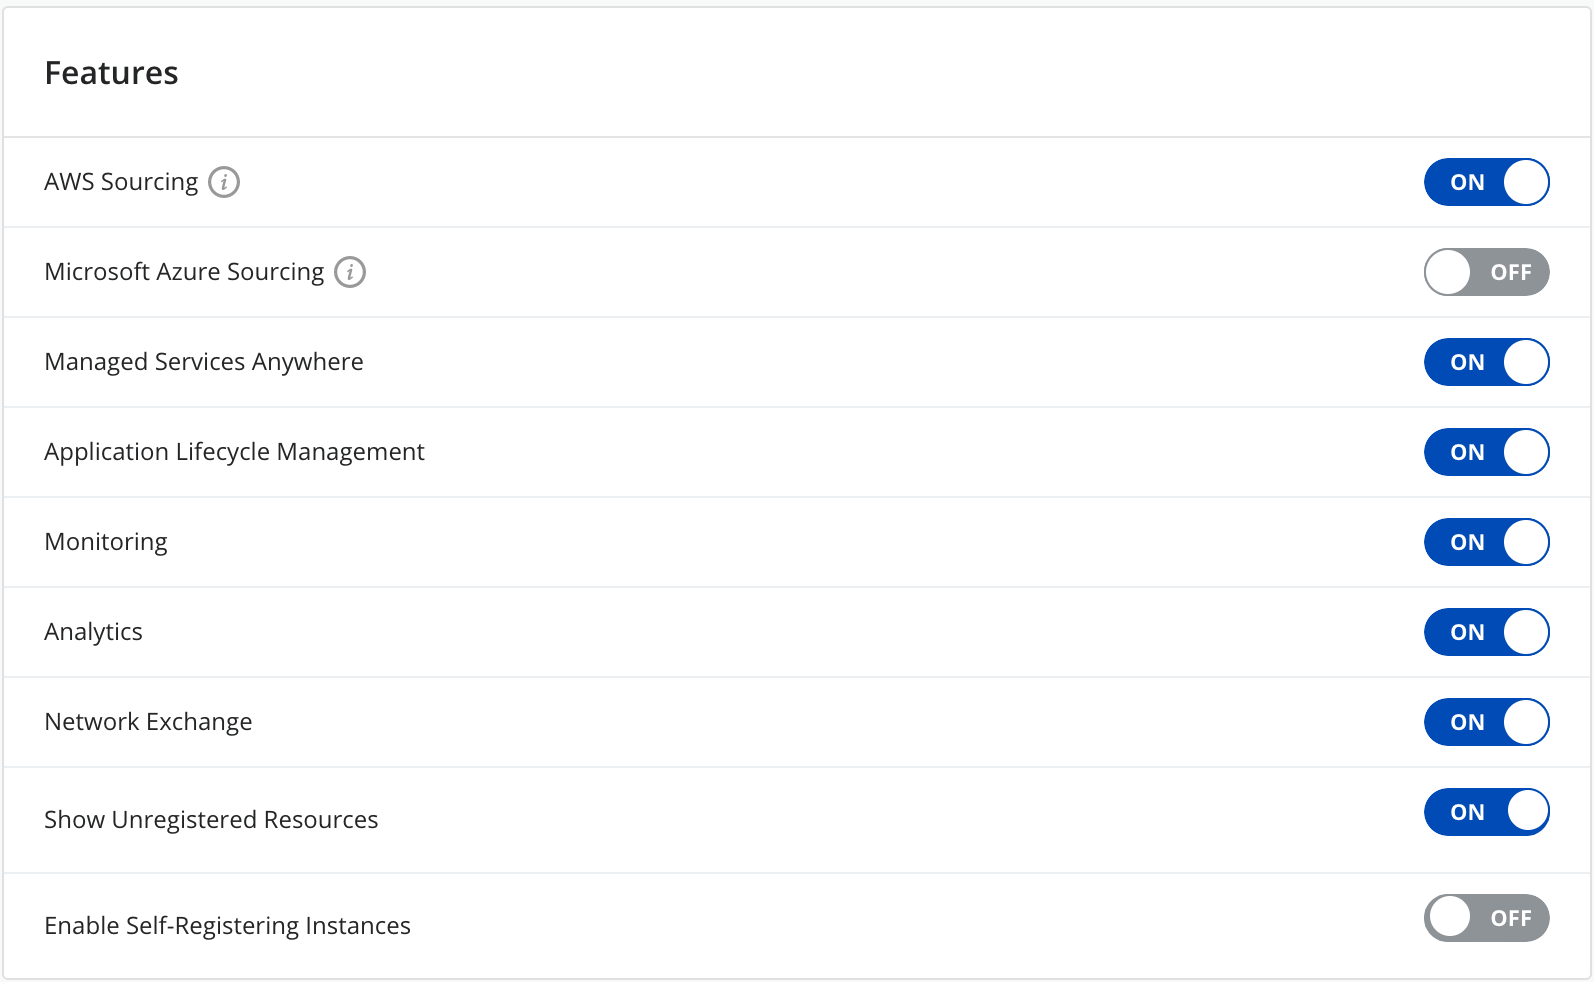 Features
AWS Sourcing i ON
Microsoft Azure Sourcing i OFF
Managed Services Anywhere ON
Application Lifecycle Management ON
Monitoring ON
Analytics ON
Network Exchange ON
Show Unregistered Resources ON
Enable Self-Registering Instances OFF